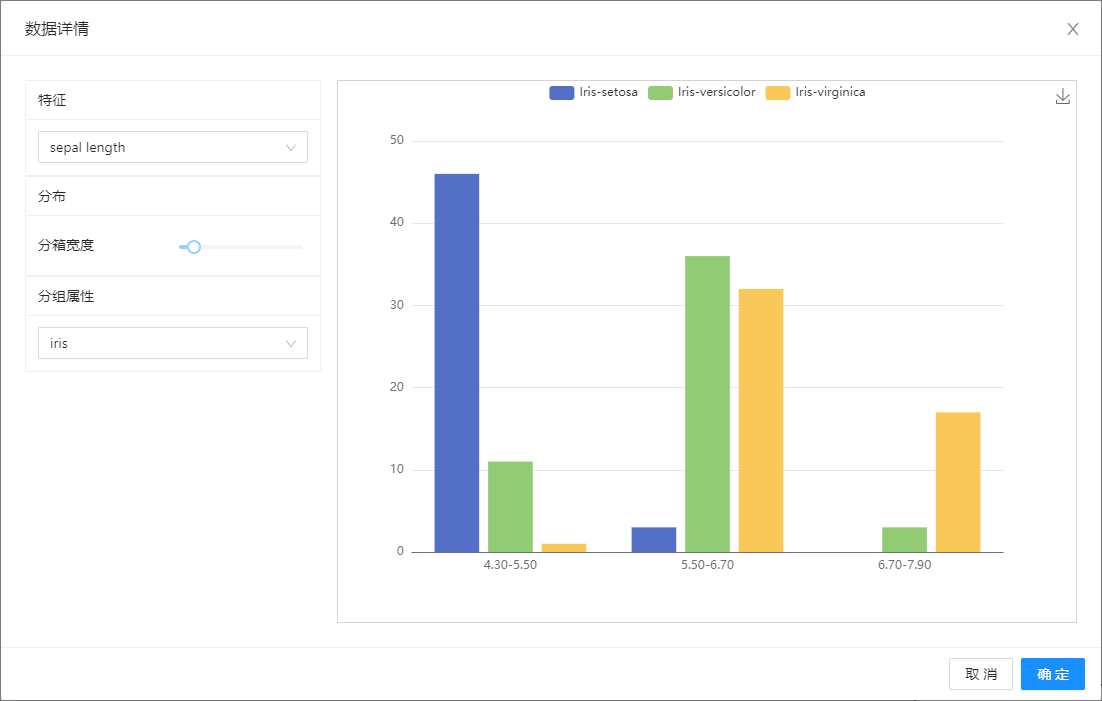 数据详情
特征
sepal length
分布
分箱宽度
分组属性
iris
Iris-setosa Iris-versicolor Iris-virginica
50
40
30
20
10
0
4.30-5.50 5.50-6.70 6.70-7.90
取 消 确 定